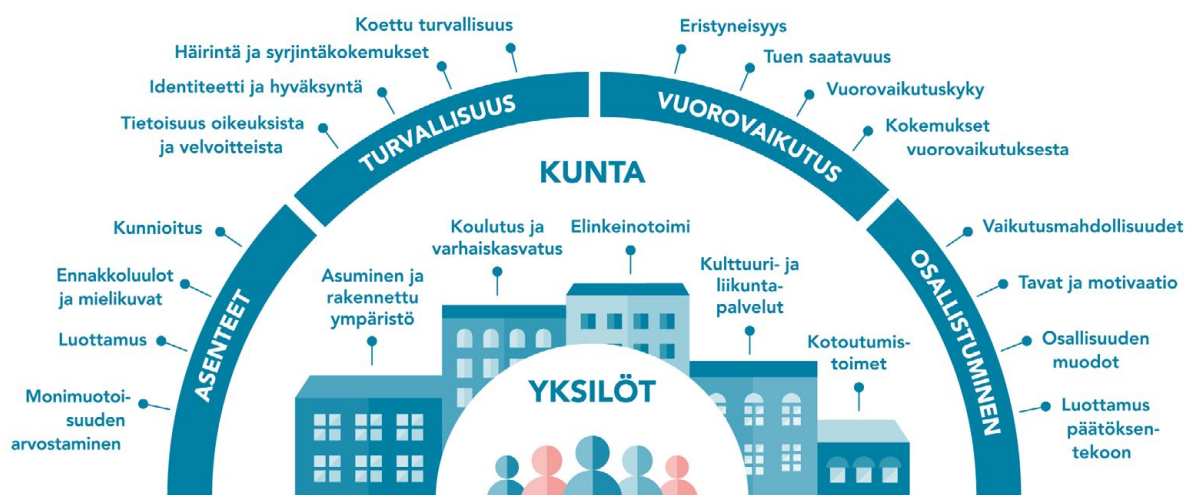 Koettu turvallisuus
Häirintä ja syrjintäkokemukset
Identiteetti ja hyväksyntä
Tietoisuus oikeuksista
ja velvoitteista
TURVALLISUUS
Eristyneisyys
Tuen saatavuus
Vuorovaikutuskyky
Kokemukset
vuorovaikutuksesta
VUOROVAIKUTUS
Kunnioitus
Ennakkoluulot
ja mielikuvat
Luottamus
Monimuotoi-
suuden
arvostaminen
ASENTEET
KUNTA
Asuminen ja
rakennettu
ympäristö
Koulutus ja
varhaiskasvatus
Elinkeinotoimi
Kulttuuri- ja
liikunta-
palvelut
Kotoutumis-
toimet
YKSILÖT
OSALLISTUMINEN
Vaikutusmahdollisuudet
Tavat ja motivaatio
Osallisuuden
muodot
Luottamus
päätöksen-
tekoon